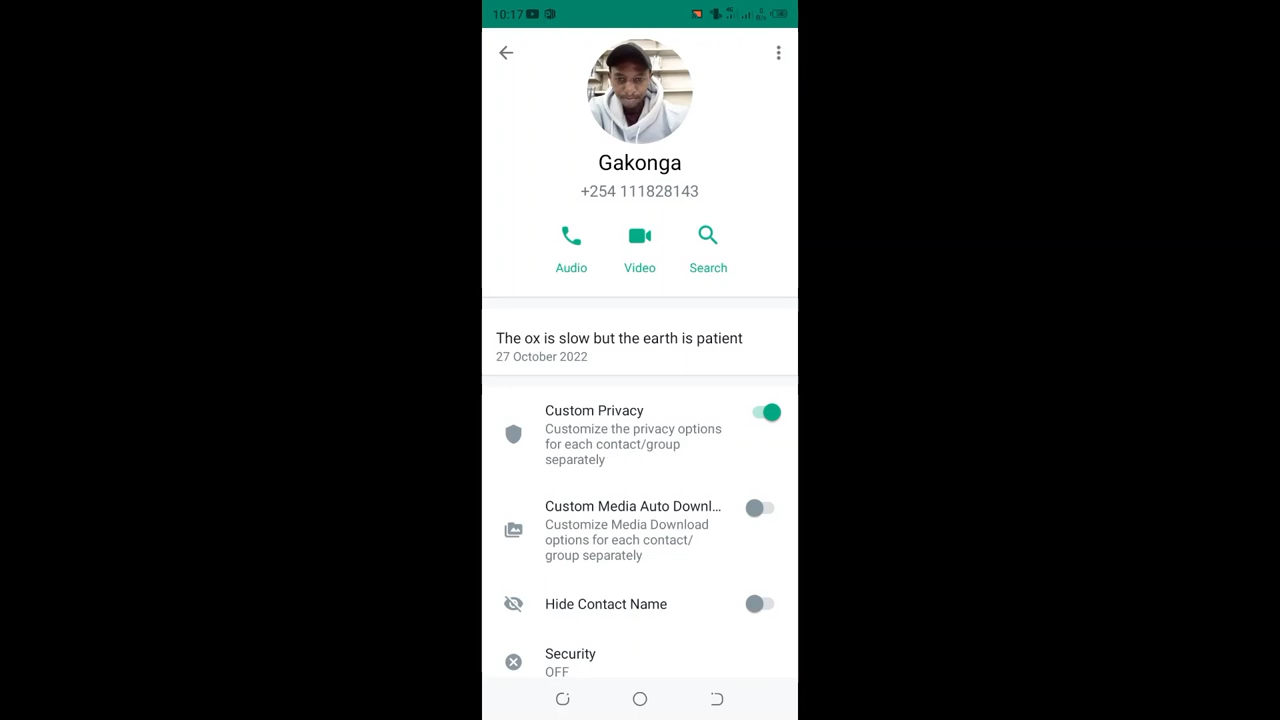 10:17
Gakonga
+254 111828143
Audio Video Search
The ox is slow but the earth is patient
27 October 2022
Custom Privacy
Customize the privacy options
for each contact/group
separately
Custom Media Auto Downl...
Customize Media Download
options for each contact/
group separately
Hide Contact Name
Security
OFF